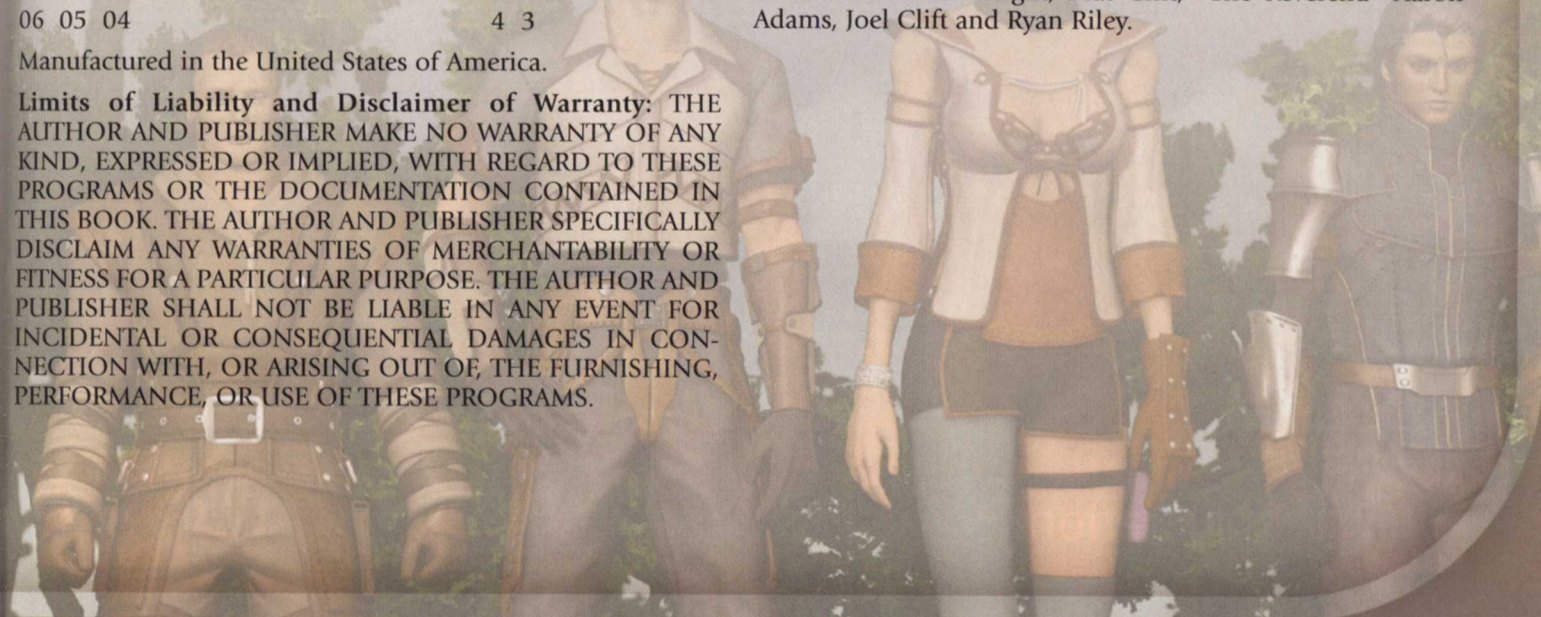 06 05 04 4 3
Manufactured in the United States of America.
Limits of Liability and Disclaimer of Warranty: THE
AUTHOR AND PUBLISHER MAKE NO WARRANTY OF ANY
KIND, EXPRESSED OR IMPLIED, WITH REGARD TO THESE
PROGRAMS OR THE DOCUMENTATION CONTAINED IN
THIS BOOK. THE AUTHOR AND PUBLISHER SPECIFICALLY
DISCLAIM ANY WARRANTIES OF MERCHANTABILITY OR
FITNESS FOR A PARTICULAR PURPOSE. THE AUTHOR AND
PUBLISHER SHALL NOT BE LIABLE IN ANY EVENT FOR
INCIDENTAL OR CONSEQUENTIAL DAMAGES IN CON-
NECTION WITH, OR ARISING OUT OF, THE FURNISHING,
PERFORMANCE, OR USE OF THESE PROGRAMS.
Adams, Joel Clift and Ryan Riley.